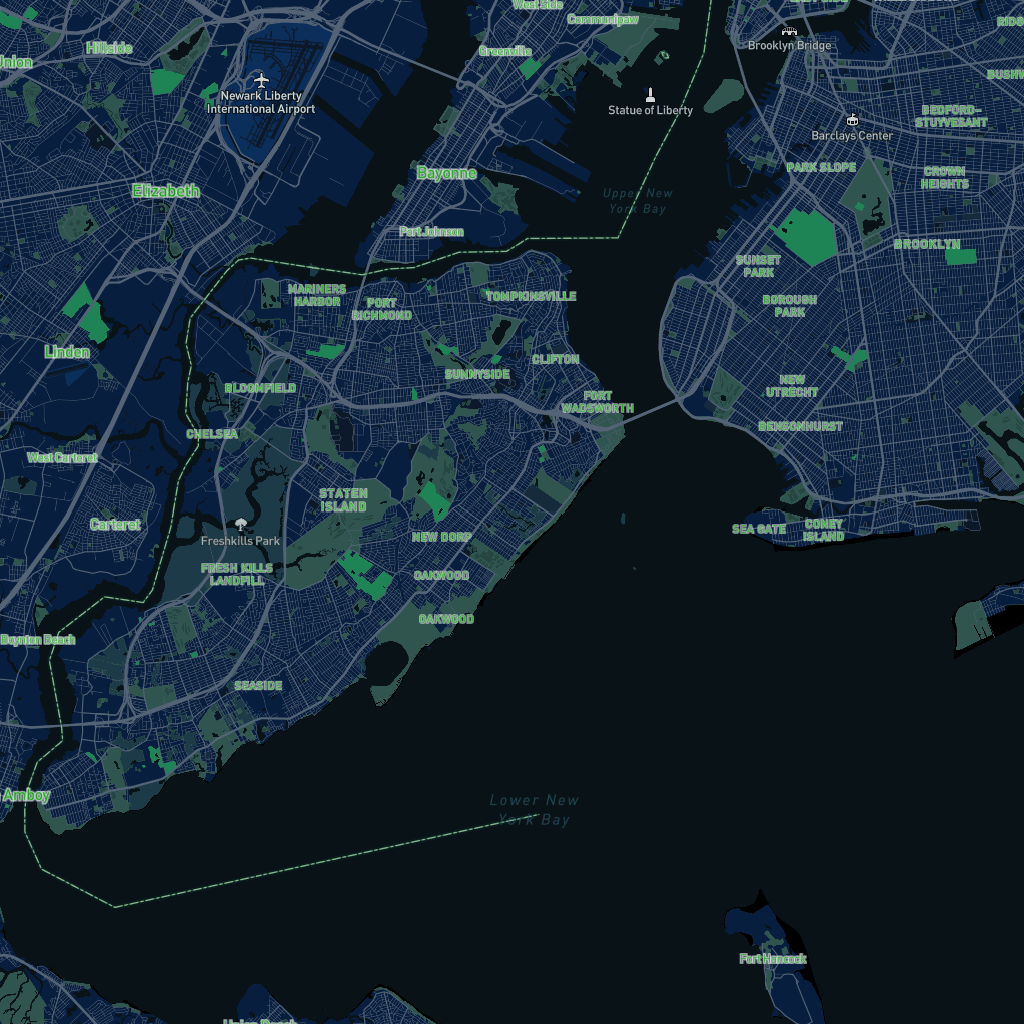 West Side
Communipaw
Hillside
Greenville
Brooklyn Bridge
Union
Newark Liberty
International Airport
Statue of Liberty
BEDFORD–
STUYVESANT
Barclays Center
PARK SLOPE
Bayonne
CROWN
HEIGHTS
Elizabeth
Upper New
York Bay
Port Johnson
BROOKLYN
SUNSET
PARK
MARINERS
HARBOR
PORT
RICHMOND
TOMPKINSVILLE
BOROUGH
PARK
Linden
CLIFTON
SUNNYSIDE
BLOOMFIELD
NEW
UTRECHT
FORT
WADSWORTH
CHELSEA
BENSONHURST
West Carteret
STATEN
ISLAND
Carteret
SEA GATE
CONEY
ISLAND
Freshkills Park
NEW DORP
FRESH KILLS
LANDFILL
OAKWOOD
OAKWOOD
Boynton Beach
SEASIDE
Amboy
Lower New
York Bay
Fort Hancock